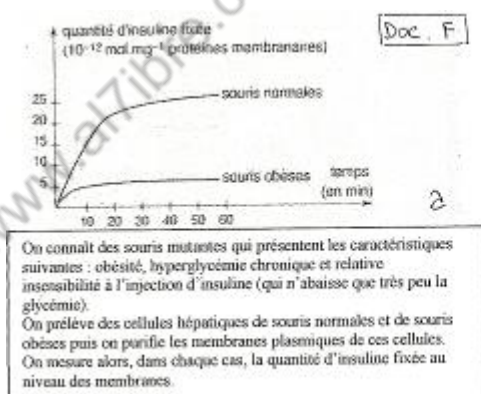 quantité d'insuline fixée
(10⁻¹² mol.mg⁻¹ protéines membranaires)
Doc. F
25
20
15
10
5
souris normales
souris obèses
temps
(en min)
10 20 30 40 50 60
a
www.al7ibre.co
On connaît des souris mutantes qui présentent les caractéristiques
suivantes : obésité, hyperglycémie chronique et relative
insensibilité à l'injection d'insuline (qui n'abaisse que très peu la
glycémie).
On prélève des cellules hépatiques de souris normales et de souris
obèses puis on purifie les membranes plasmiques de ces cellules.
On mesure alors, dans chaque cas, la quantité d'insuline fixée au
niveau des membranes.